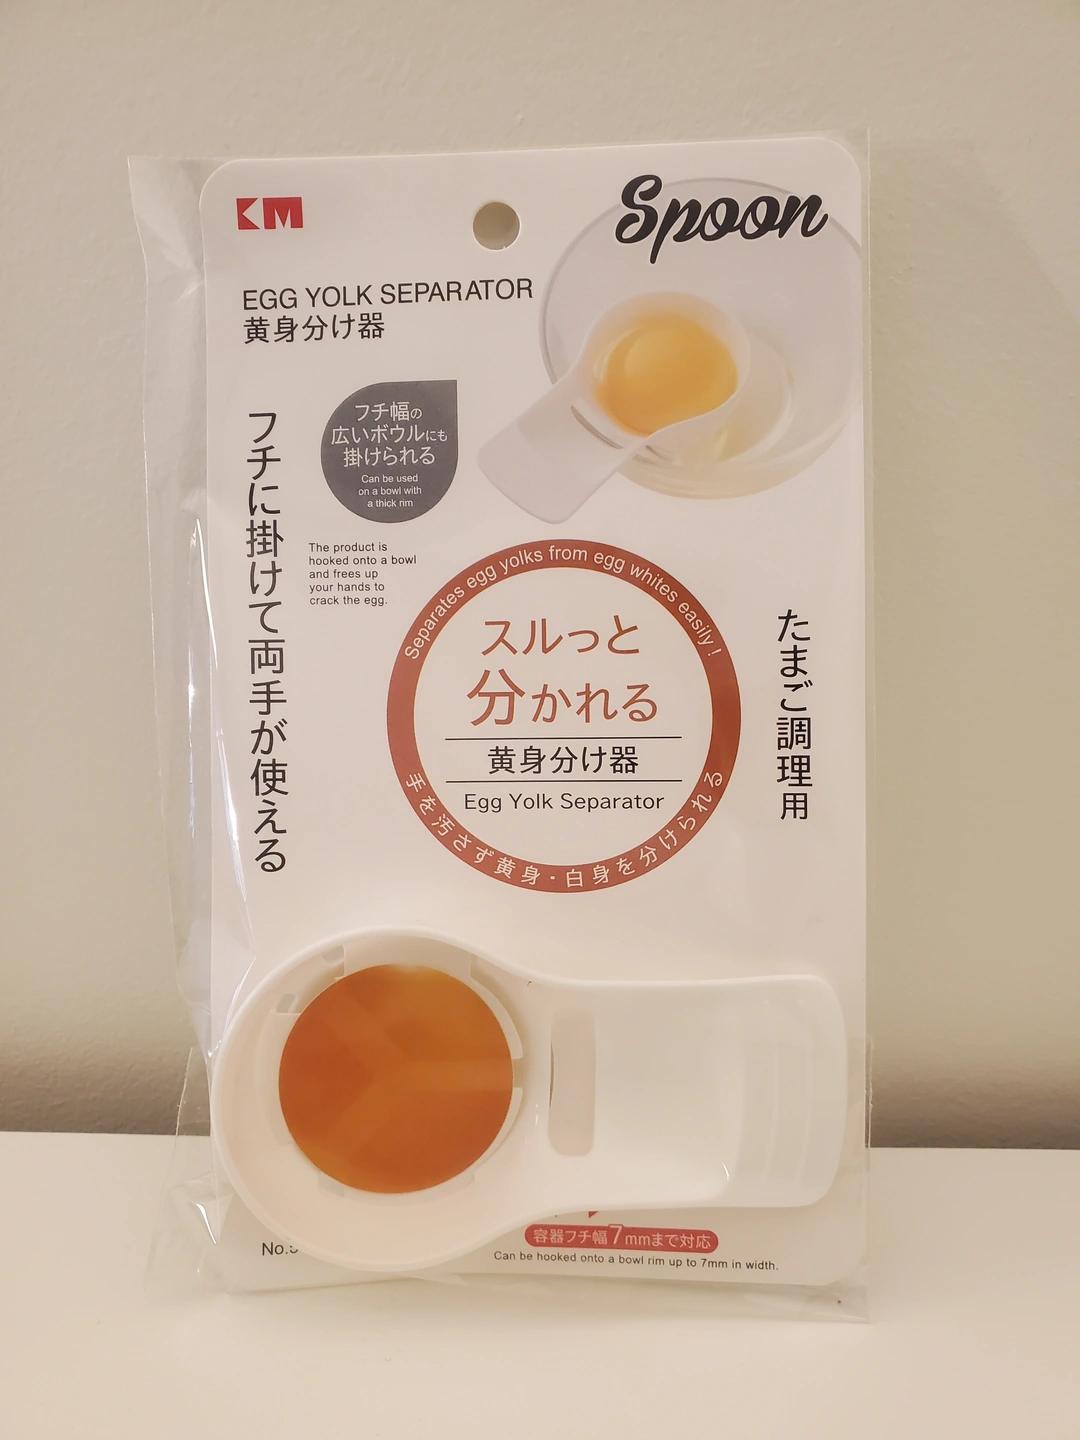 KM
Spoon
EGG YOLK SEPARATOR
黄身分け器
フチ幅の
広いボウルにも
掛けられる
Can be used
on a bowl with
a thick rim
フチに掛けて両手が使える
The product is
hooked onto a bowl
and frees up
your hands to
crack the egg.
Separates egg yolks from egg whites easily!
スルっと
分かれる
黄身分け器
Egg Yolk Separator
手を汚さず黄身・白身を分けられる
たまご調理用
容器フチ幅7mmまで対応
Can be hooked onto a bowl rim up to 7mm in width.
No.